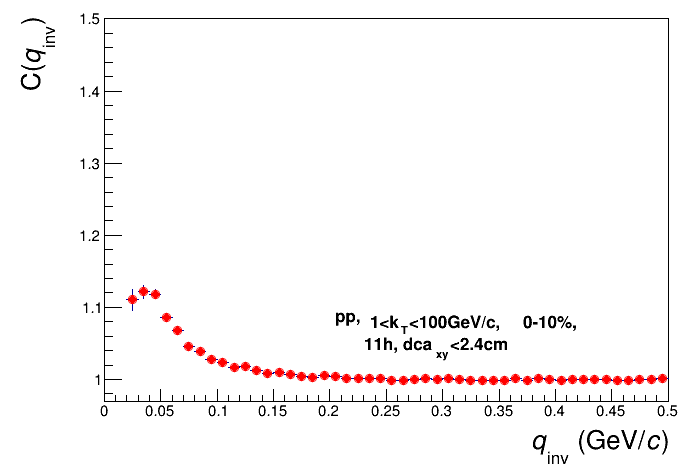 C(q_inv)
1.5
1.4
1.3
1.2
1.1
1
pp, 1<k_T<100GeV/c, 0-10%,
11h, dca_xy<2.4cm
0 0.05 0.1 0.15 0.2 0.25 0.3 0.35 0.4 0.45 0.5
q_inv (GeV/c)